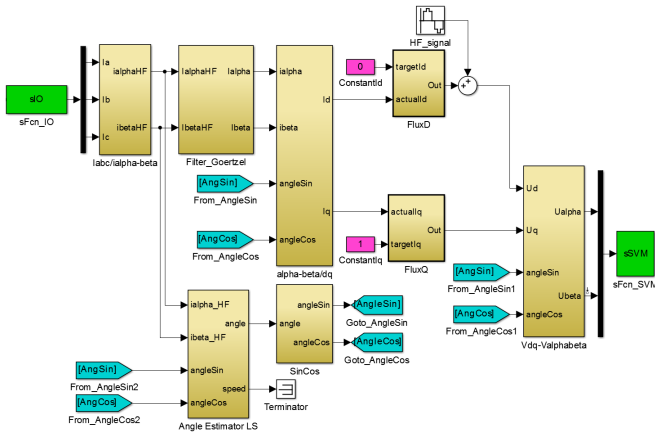 HF_signal
sIO
sFcn_IO
Ia
Ib
Ic
ialphaHF
ibetaHF
Iabc/ialpha-beta
IalphaHF
IbetaHF
Ialpha
Ibeta
Filter_Goertzel
[AngSin]
From_AngleSin
[AngCos]
From_AngleCos
ialpha
ibeta
angleSin
angleCos
Id
Iq
alpha-beta/dq
0
ConstantId
targetId
actualId
Out
FluxD
++
1
ConstantIq
actualIq
targetIq
Out
FluxQ
[AngSin]
From_AngleSin1
[AngCos]
From_AngleCos1
Ud
Uq
angleSin
angleCos
Ualpha
Ubeta
Vdq-Valphabeta
sSVM
sFcn_SVM
ialpha_HF
ibeta_HF
angleSin
angleCos
angle
speed
Angle Estimator LS
[AngSin]
From_AngleSin2
[AngCos]
From_AngleCos2
angle
angleSin
angleCos
SinCos
[AngleSin]
Goto_AngleSin
[AngleCos]
Goto_AngleCos
Terminator